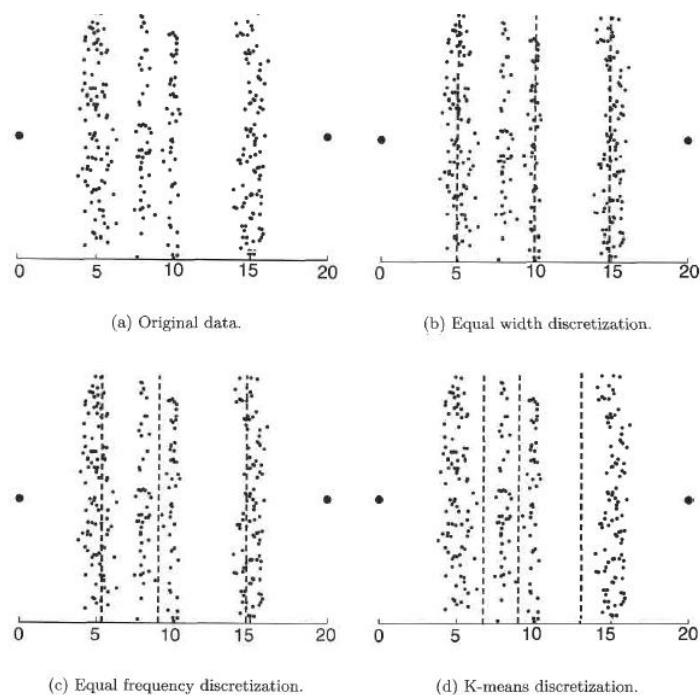 0 5 10 15 20
0 5 10 15 20
(a) Original data.
(b) Equal width discretization.
0 5 10 15 20
0 5 10 15 20
(c) Equal frequency discretization.
(d) K-means discretization.